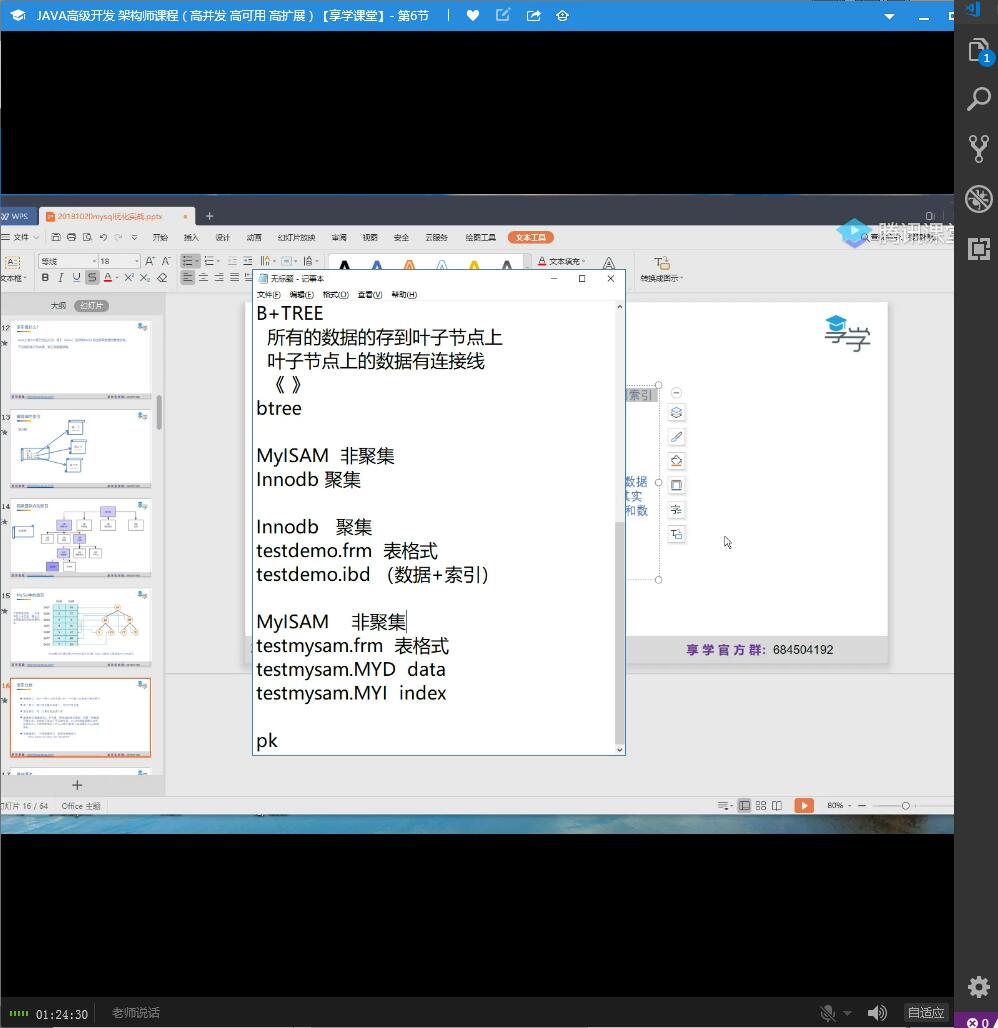 JAVA高级开发 架构师课程（高并发 高可用 高扩展）【享学课堂】- 第6节
1
WPS
20181020mysql优化实战.pptx
腾讯课堂
文件
开始 插入 设计 动画 幻灯片放映 审阅 视图 安全 云服务 绘图工具 文本工具
等线 18
文本填充
文本框
B I U S A X² X₂
转换成图示
大纲 幻灯片
无标题 - 记事本
文件(F) 编辑(E) 格式(O) 查看(V) 帮助(H)
B+TREE
所有的数据的存到叶子节点上
叶子节点上的数据有连接线
《 》
btree
MyISAM 非聚集
Innodb 聚集
Innodb 聚集
testdemo.frm 表格式
testdemo.ibd （数据+索引）
MyISAM 非聚集
testmysam.frm 表格式
testmysam.MYD data
testmysam.MYI index
pk
享学
索引
数据
其实
和数
享学官方群: 684504192
12
13
14
15
16
幻灯片 16 / 64 Office 主题
80%
01:24:30 老师说话
自适应
0